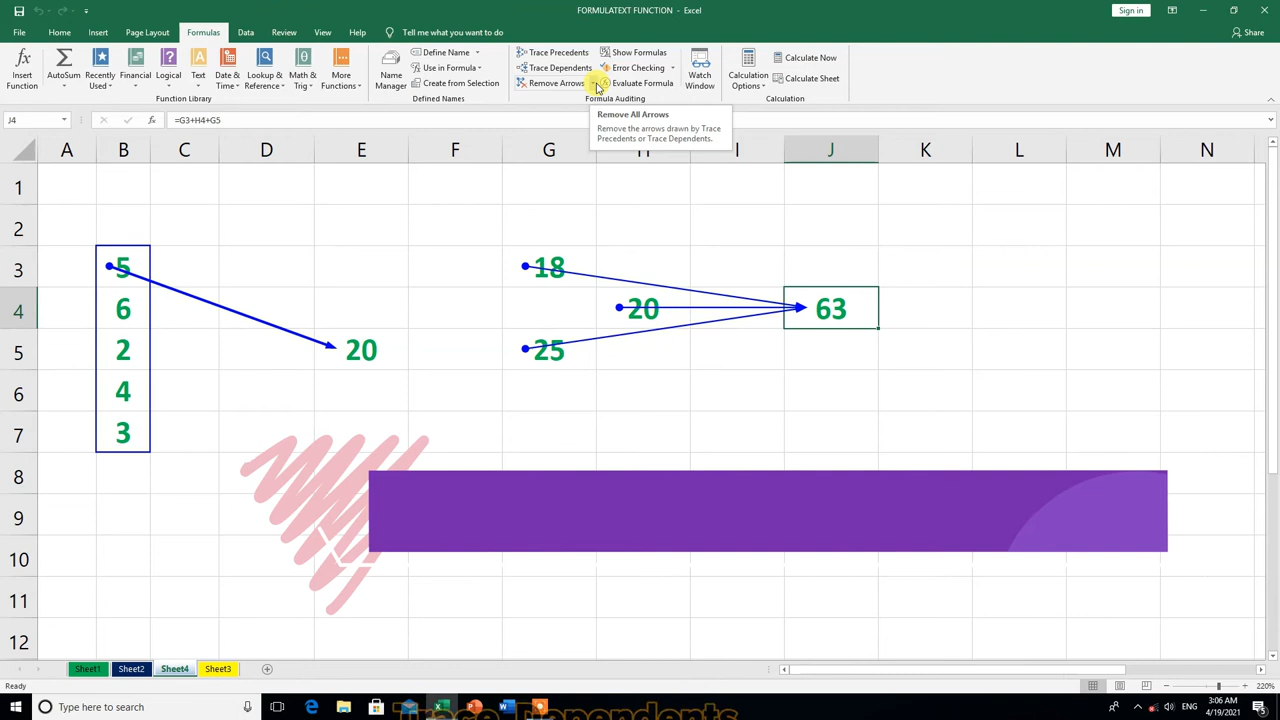 FORMULATEXT FUNCTION - Excel
Sign in
File Home Insert Page Layout Formulas Data Review View Help Tell me what you want to do Share
Insert Function
AutoSum
Recently Used
Financial
Logical
Text
Date & Time
Lookup & Reference
Math & Trig
More Functions
Function Library
Name Manager
Define Name
Use in Formula
Create from Selection
Defined Names
Trace Precedents
Trace Dependents
Remove Arrows
Show Formulas
Error Checking
Evaluate Formula
Formula Auditing
Watch Window
Calculation Options
Calculate Now
Calculate Sheet
Calculation
Remove All Arrows
Remove the arrows drawn by Trace
Precedents or Trace Dependents.
J4 fx =G3+H4+G5
A B C D E F G H I J K L M N
1
2
3 5 18
4 6 20 63
5 2 20 25
6 4
7 3
8
9
10
11
12
Sheet1 Sheet2 Sheet4 Sheet3
Ready
220%
Type here to search
ENG
3:06 AM
4/19/2021
Trace Dependents